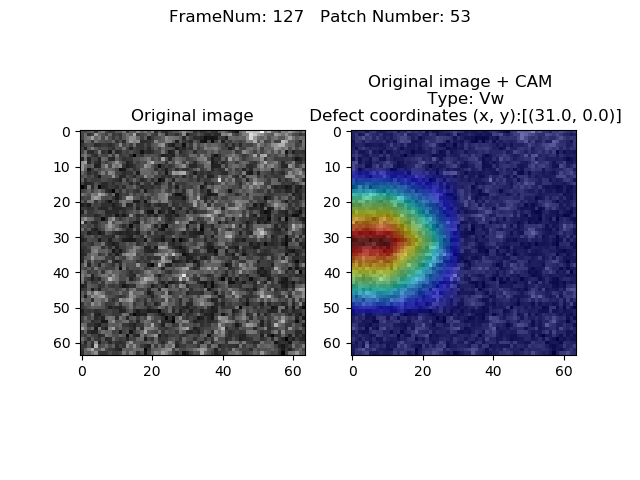 FrameNum: 127   Patch Number: 53
Original image
0
10
20
30
40
50
60
0 20 40 60
Original image + CAM
Type: Vw
Defect coordinates (x, y):[(31.0, 0.0)]
0
10
20
30
40
50
60
0 20 40 60